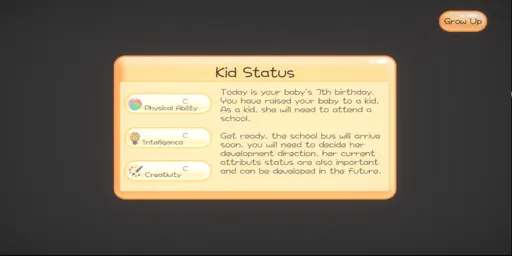 Grow Up
Kid Status
C
Physical Ability
C
Intelligence
C
Creativity
Today is your baby's 7th birthday.
You have raised your baby to a kid.
As a kid, she will need to attend a
school.
Get ready, the school bus will arrive
soon, you will need to decide her
development direction, her current
attributs status are also important
and can be developed in the future.